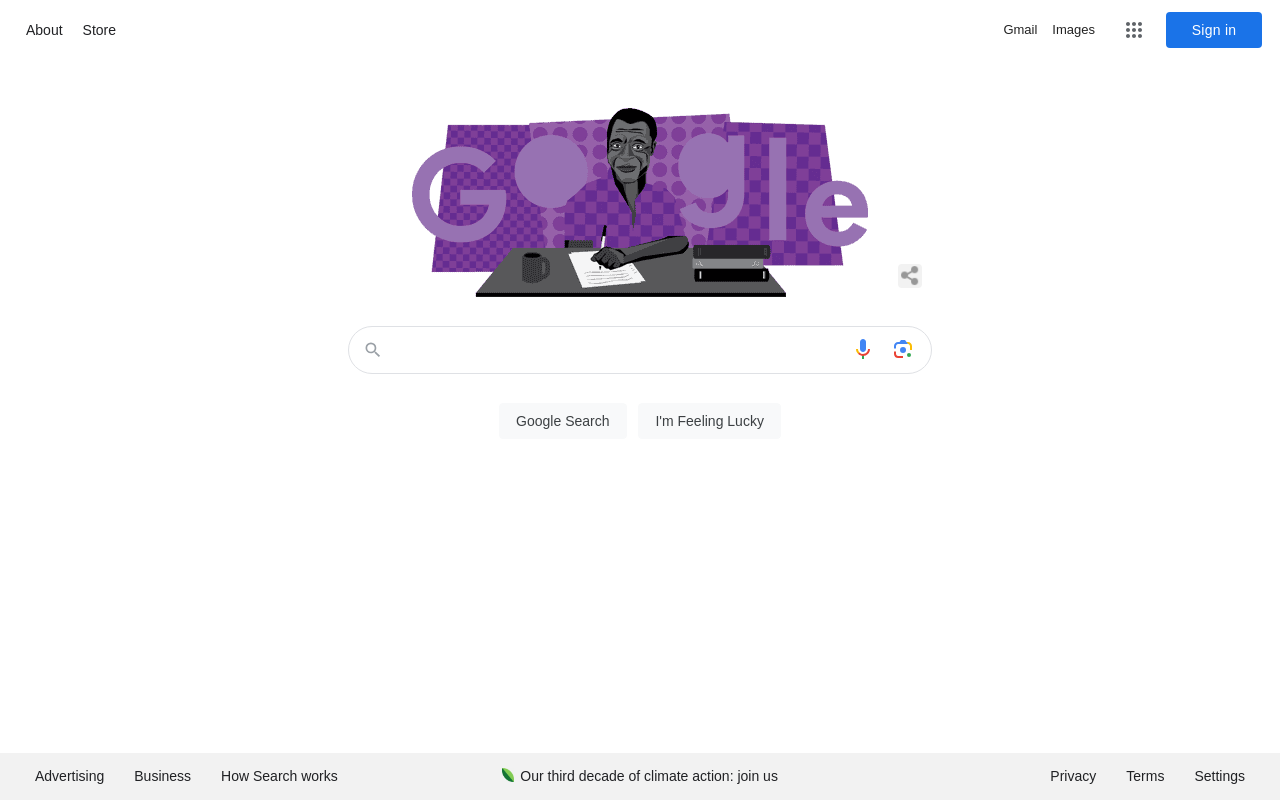 About Store
Gmail Images Sign in
Google
Google Search I'm Feeling Lucky
Advertising Business How Search works
Our third decade of climate action: join us
Privacy Terms Settings